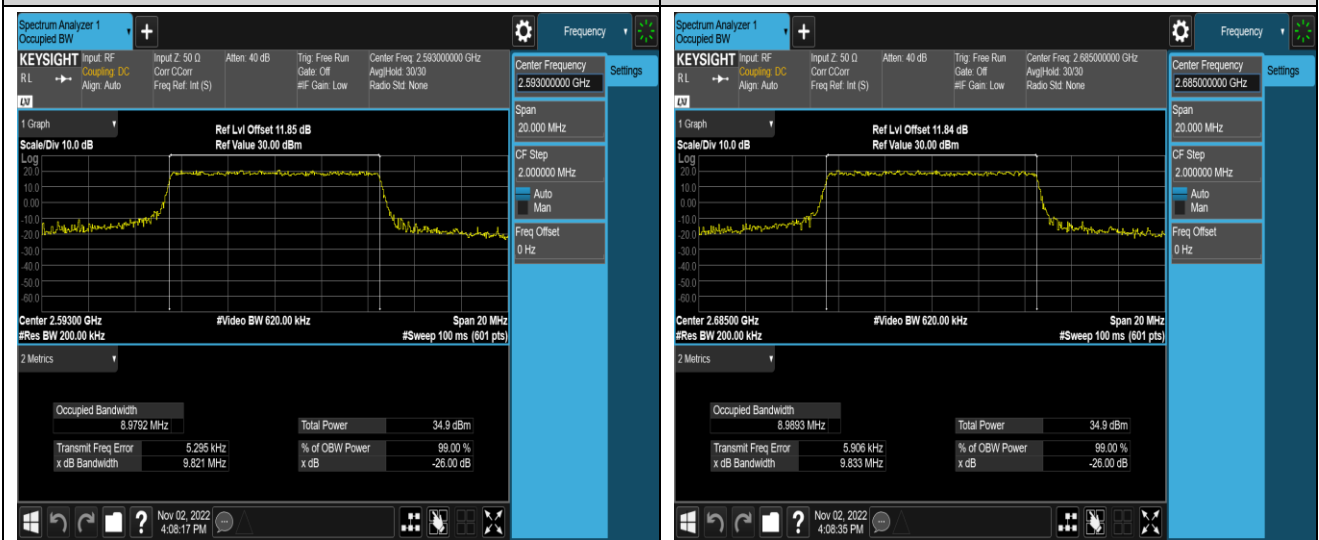 Spectrum Analyzer 1
Occupied BW
+
Frequency
KEYSIGHT
RL
LXI
Input: RF
Coupling: DC
Align: Auto
Input Z: 50 Ω
Corr CCorr
Freq Ref: Int (S)
Atten: 40 dB
Trig: Free Run
Gate: Off
#IF Gain: Low
Center Freq: 2.593000000 GHz
Avg|Hold: 30/30
Radio Std: None
Center Frequency
2.593000000 GHz
Settings
Span
20.000 MHz
CF Step
2.000000 MHz
Auto
Man
Freq Offset
0 Hz
1 Graph
Scale/Div 10.0 dB
Ref Lvl Offset 11.85 dB
Ref Value 30.00 dBm
Log
20.0
10.0
0.00
-10.0
-20.0
-30.0
-40.0
-50.0
-60.0
Center 2.59300 GHz
#Video BW 620.00 kHz
Span 20 MHz
#Res BW 200.00 kHz
#Sweep 100 ms (601 pts)
2 Metrics
Occupied Bandwidth
8.9792 MHz
Total Power 34.9 dBm
Transmit Freq Error 5.295 kHz
% of OBW Power 99.00 %
x dB Bandwidth 9.821 MHz
x dB -26.00 dB
?
Nov 02, 2022
4:08:17 PM
Spectrum Analyzer 1
Occupied BW
+
Frequency
KEYSIGHT
RL
LXI
Input: RF
Coupling: DC
Align: Auto
Input Z: 50 Ω
Corr CCorr
Freq Ref: Int (S)
Atten: 40 dB
Trig: Free Run
Gate: Off
#IF Gain: Low
Center Freq: 2.685000000 GHz
Avg|Hold: 30/30
Radio Std: None
Center Frequency
2.685000000 GHz
Settings
Span
20.000 MHz
CF Step
2.000000 MHz
Auto
Man
Freq Offset
0 Hz
1 Graph
Scale/Div 10.0 dB
Ref Lvl Offset 11.84 dB
Ref Value 30.00 dBm
Log
20.0
10.0
0.00
-10.0
-20.0
-30.0
-40.0
-50.0
-60.0
Center 2.68500 GHz
#Video BW 620.00 kHz
Span 20 MHz
#Res BW 200.00 kHz
#Sweep 100 ms (601 pts)
2 Metrics
Occupied Bandwidth
8.9893 MHz
Total Power 34.9 dBm
Transmit Freq Error 5.906 kHz
% of OBW Power 99.00 %
x dB Bandwidth 9.833 MHz
x dB -26.00 dB
?
Nov 02, 2022
4:08:35 PM